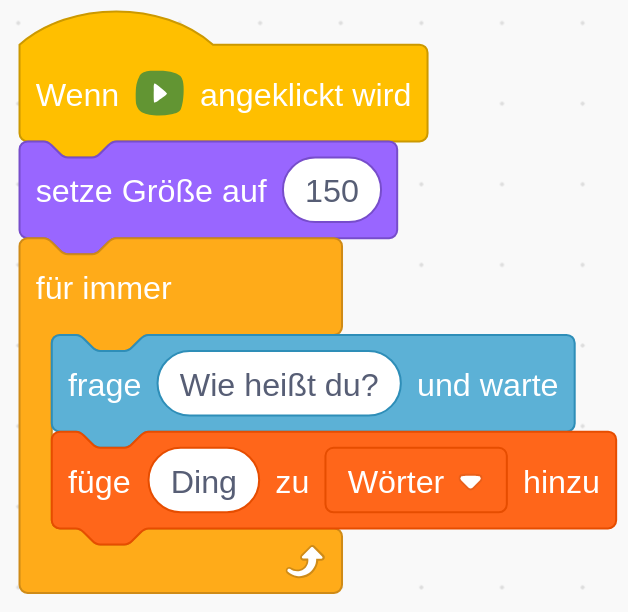 Wenn angeklickt wird
setze Größe auf 150
für immer
frage Wie heißt du? und warte
füge Ding zu Wörter hinzu